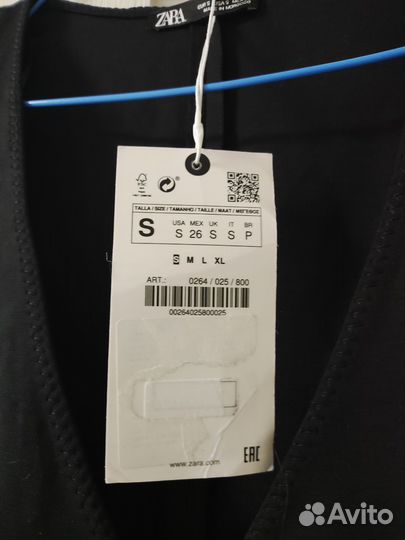 ZARA
TALLA / SIZE / TAMANHO / TAILLE / MAAT / ΜΕΓΕΘΟΣ
S USA MEX UK IT BR
S 26 S S P
S M L XL
ART.: 0264 / 025 / 800
00264025800025
www.zara.com
EAC
Avito